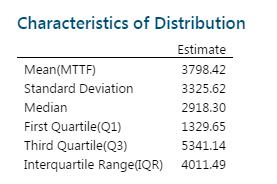 Characteristics of Distribution
Estimate
Mean(MTTF) 3798.42
Standard Deviation 3325.62
Median 2918.30
First Quartile(Q1) 1329.65
Third Quartile(Q3) 5341.14
Interquartile Range(IQR) 4011.49